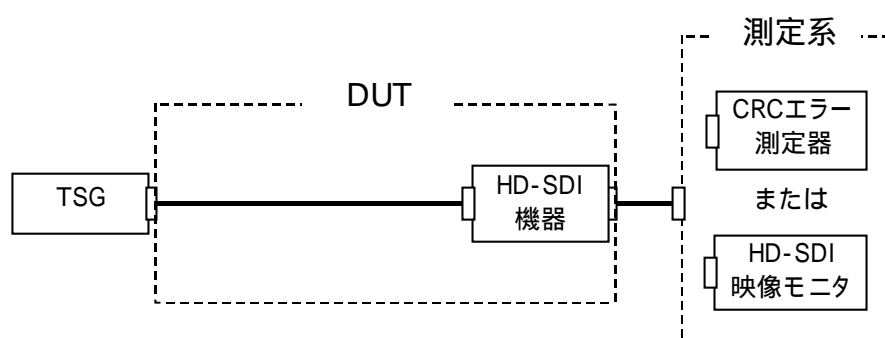 測定系
DUT
CRCエラー
測定器
TSG
HD-SDI
機器
または
HD-SDI
映像モニタ